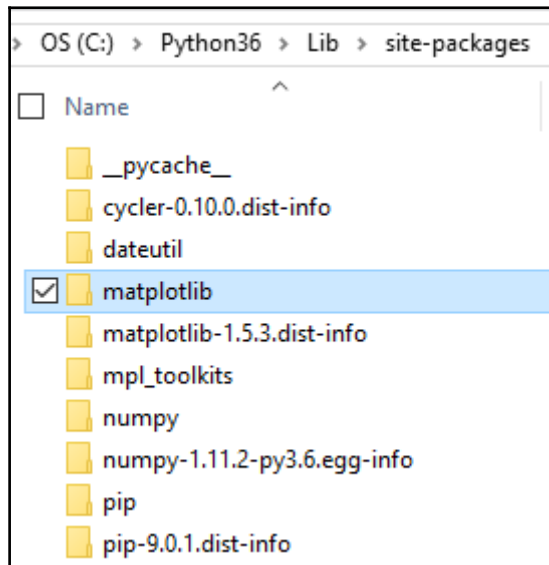 > OS (C:) > Python36 > Lib > site-packages
Name
__pycache__
cycler-0.10.0.dist-info
dateutil
matplotlib
matplotlib-1.5.3.dist-info
mpl_toolkits
numpy
numpy-1.11.2-py3.6.egg-info
pip
pip-9.0.1.dist-info